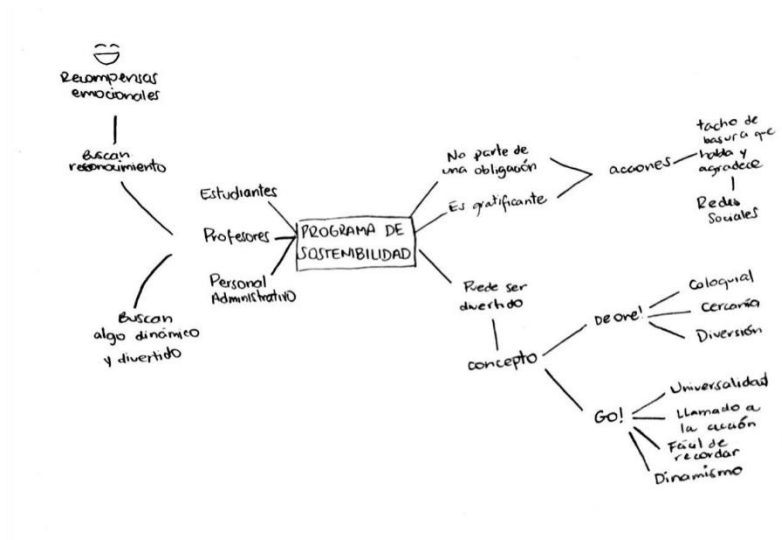 Recompensas
emocionales
Buscan
reconocimiento
Estudiantes
Profesores
Personal
Administrativo
Buscan
algo dinámico
y divertido
PROGRAMA DE
SOSTENIBILIDAD
No parte de
una obligación
Es gratificante
acciones
tacho de
basura que
habla y
agradece
Redes
Sociales
Puede ser
divertido
concepto
De one!
Coloquial
Cercanía
Diversión
GO!
Universalidad
Llamado a
la acción
Fácil de
recordar
Dinamismo